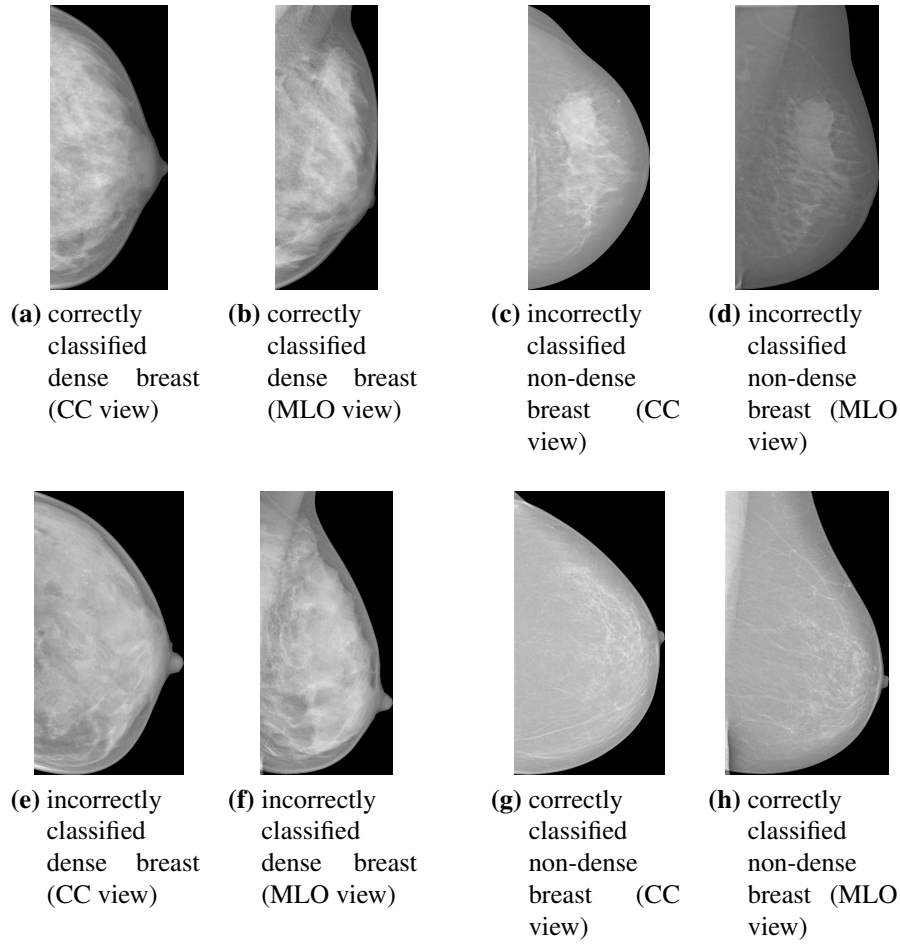 (a) correctly
classified
dense breast
(CC view)
(b) correctly
classified
dense breast
(MLO view)
(c) incorrectly
classified
non-dense
breast (CC
view)
(d) incorrectly
classified
non-dense
breast (MLO
view)
(e) incorrectly
classified
dense breast
(CC view)
(f) incorrectly
classified
dense breast
(MLO view)
(g) correctly
classified
non-dense
breast (CC
view)
(h) correctly
classified
non-dense
breast (MLO
view)